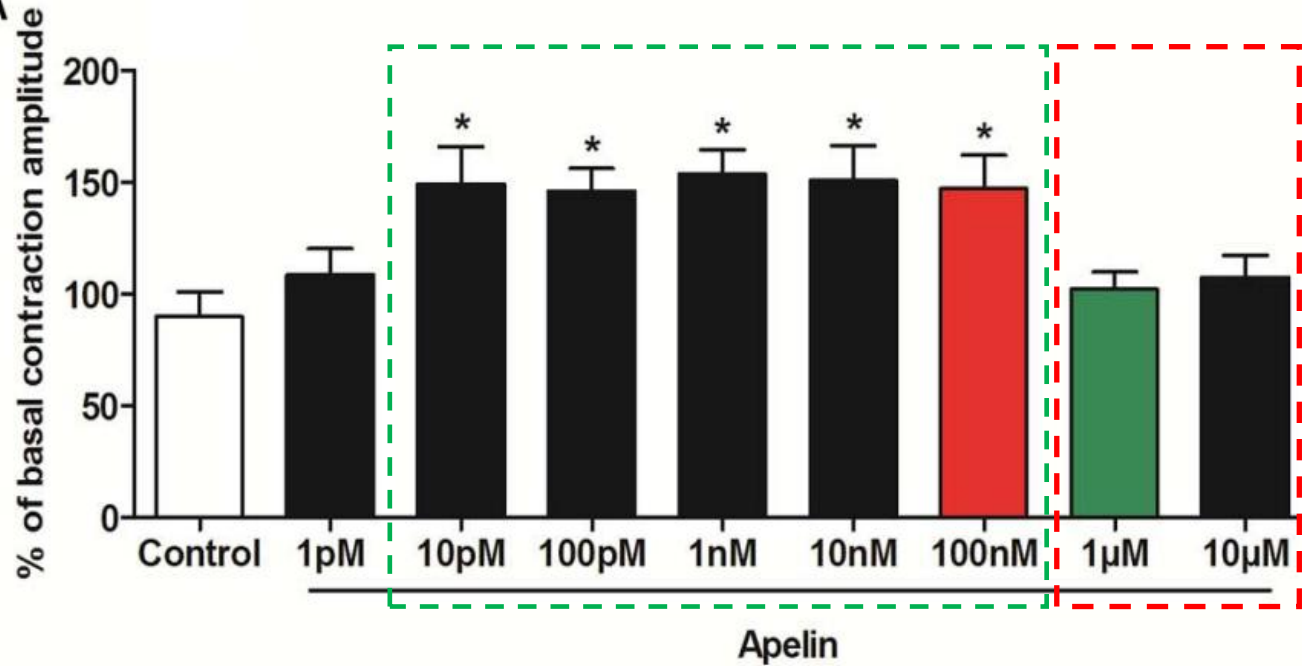 A
% of basal contraction amplitude
200
150
100
50
0
* * * * *
Control 1pM 10pM 100pM 1nM 10nM 100nM 1µM 10µM
Apelin